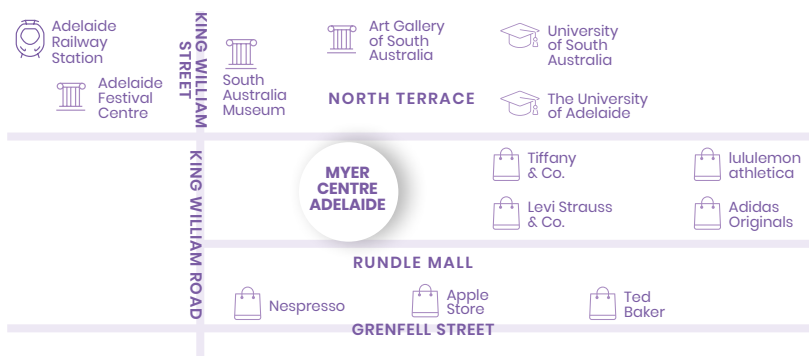 Adelaide
Railway
Station
Adelaide
Festival
Centre
KING WILLIAM
STREET
South
Australia
Museum
Art Gallery
of South
Australia
University
of South
Australia
NORTH TERRACE
The University
of Adelaide
KING WILLIAM ROAD
MYER
CENTRE
ADELAIDE
Tiffany
& Co.
lululemon
athletica
Levi Strauss
& Co.
Adidas
Originals
RUNDLE MALL
Nespresso
Apple
Store
Ted
Baker
GRENFELL STREET